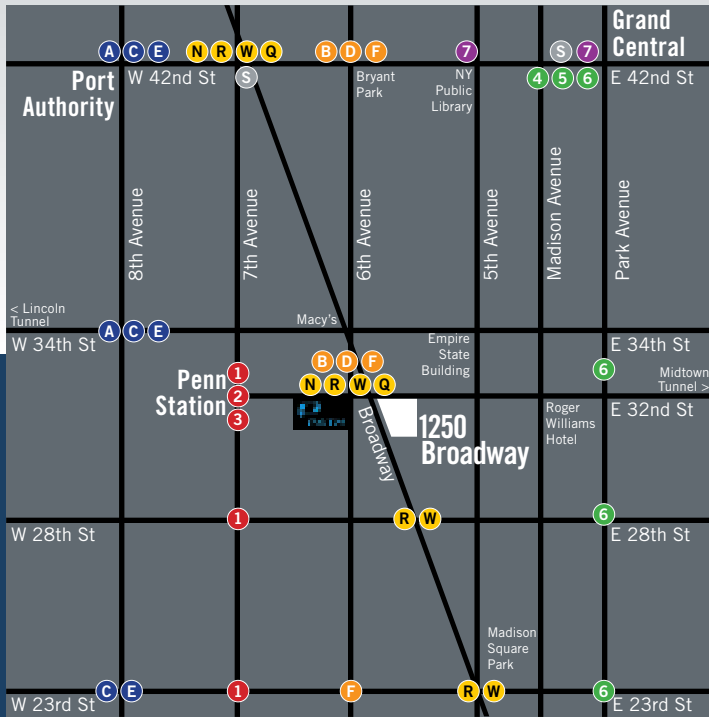 Grand
Central
A C E
N R W Q
B D F
7
S 7
Port
Authority
W 42nd St
S
Bryant
Park
NY
Public
Library
4 5 6
E 42nd St
8th Avenue
7th Avenue
6th Avenue
5th Avenue
Madison Avenue
Park Avenue
< Lincoln
Tunnel
A C E
W 34th St
Macy's
Empire
State
Building
E 34th St
B D F
N R W Q
Penn
Station
1
2
3
6
Midtown
Tunnel >
E 32nd St
Broadway
1250
Broadway
Roger
Williams
Hotel
1
R W
6
W 28th St
E 28th St
Madison
Square
Park
C E
1
F
R W
6
W 23rd St
E 23rd St